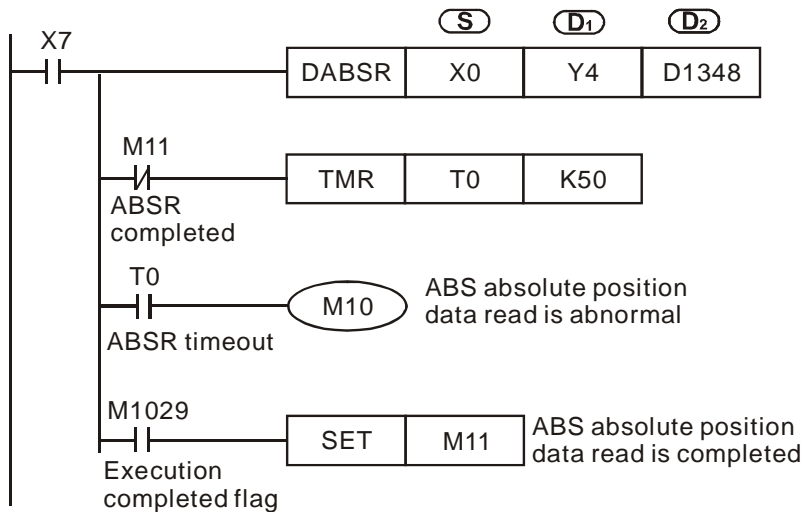 S D1 D2
X7
DABSR X0 Y4 D1348
M11
TMR T0 K50
ABSR
completed
T0
M10
ABS absolute position
data read is abnormal
ABSR timeout
M1029
SET M11
ABS absolute position
data read is completed
Execution
completed flag